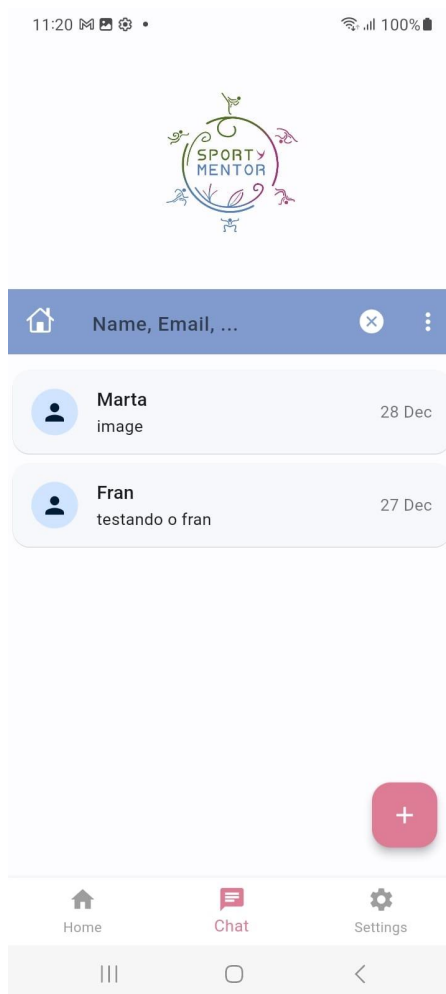 11:20
100%
SPORTY
MENTOR
Name, Email, ...
Marta
image
28 Dec
Fran
testando o fran
27 Dec
+
Home
Chat
Settings